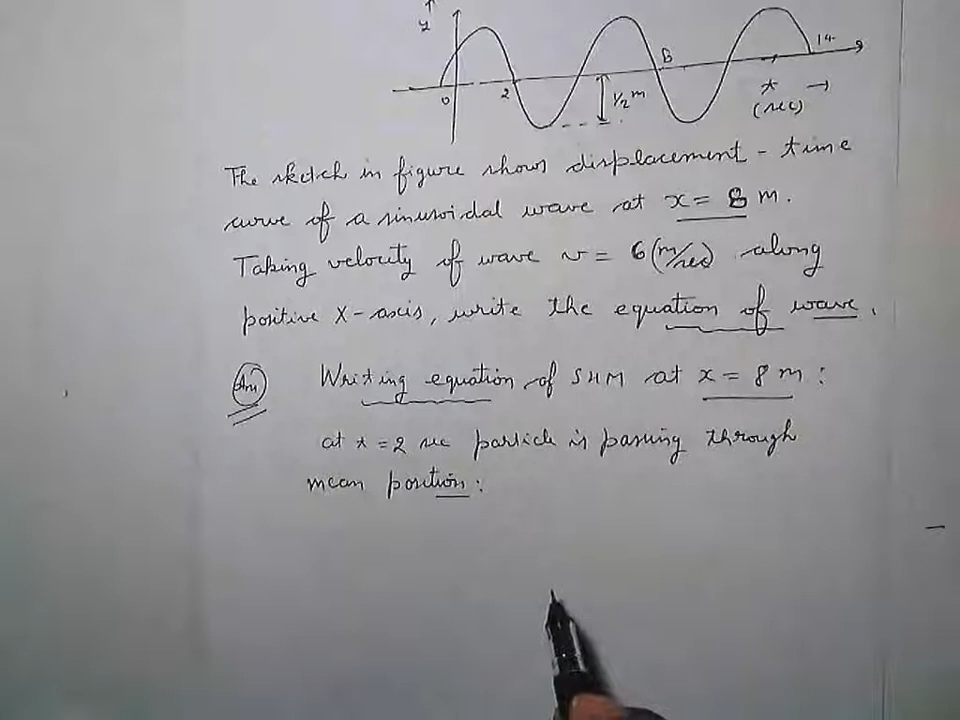 y
14
B
0
2
1/2 m
t →
(sec)
The sketch in figure shows displacement - time
curve of a sinusoidal wave at x = 8 m.
Taking velocity of wave v = 6 (m/sec) along
positive X-axis, write the equation of wave.
Ans Writing equation of SHM at x = 8 m :
at t = 2 sec particle is passing through
mean position :